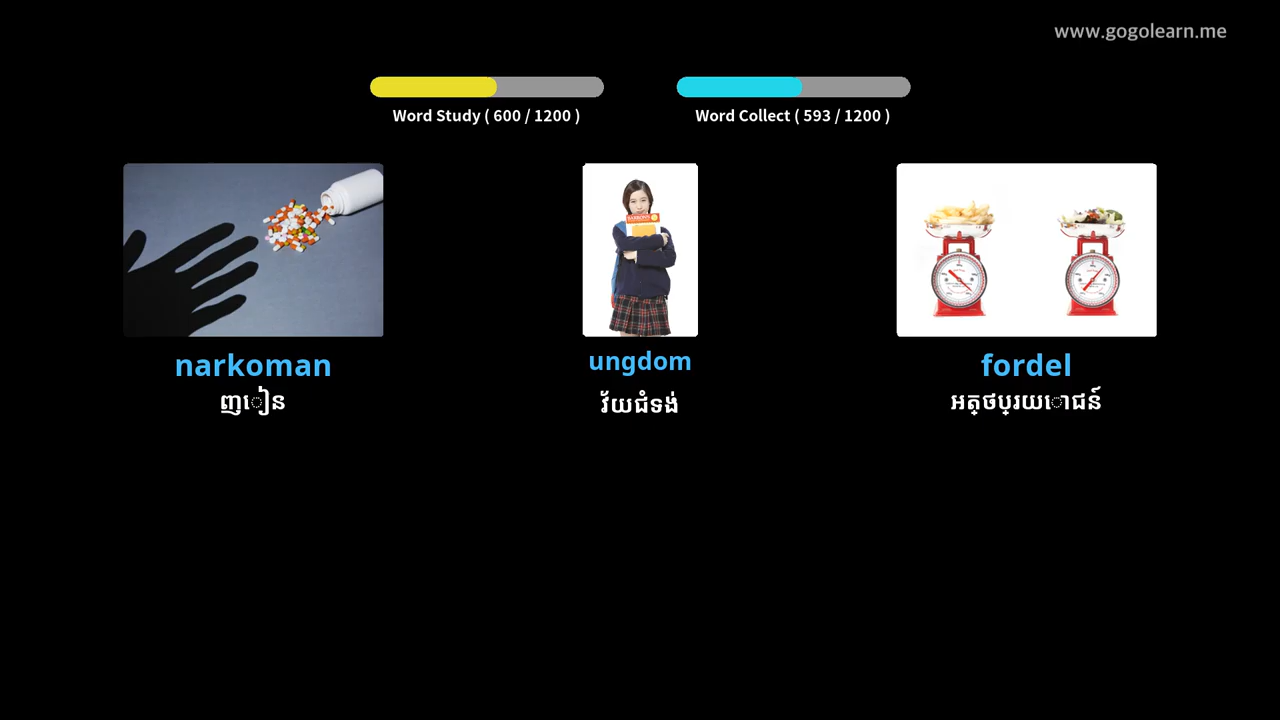 www.gogolearn.me
Word Study ( 600 / 1200 )
Word Collect ( 593 / 1200 )
narkoman
ញៀន
ungdom
វ័យជំទង់
fordel
អត្ថប្រយោជន៍